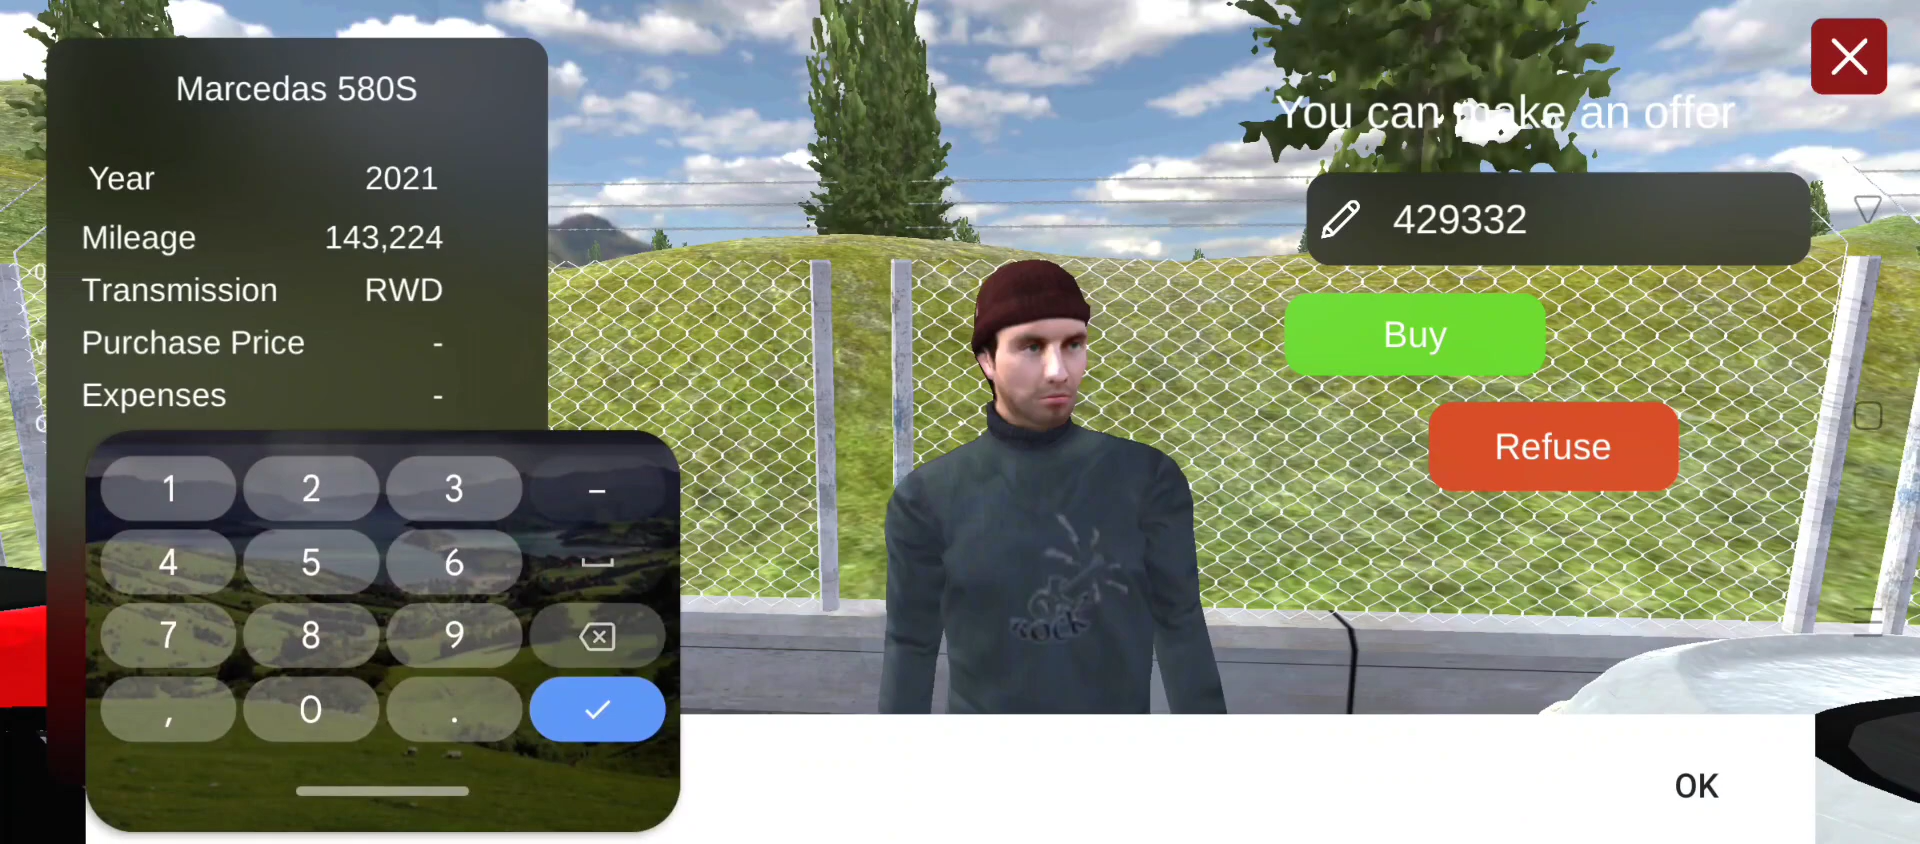 Marcedas 580S
Year 2021
Mileage 143,224
Transmission RWD
Purchase Price -
Expenses -
You can make an offer
429332
Buy
Refuse
ROCK
1 2 3 -
4 5 6
7 8 9
, 0 .
OK